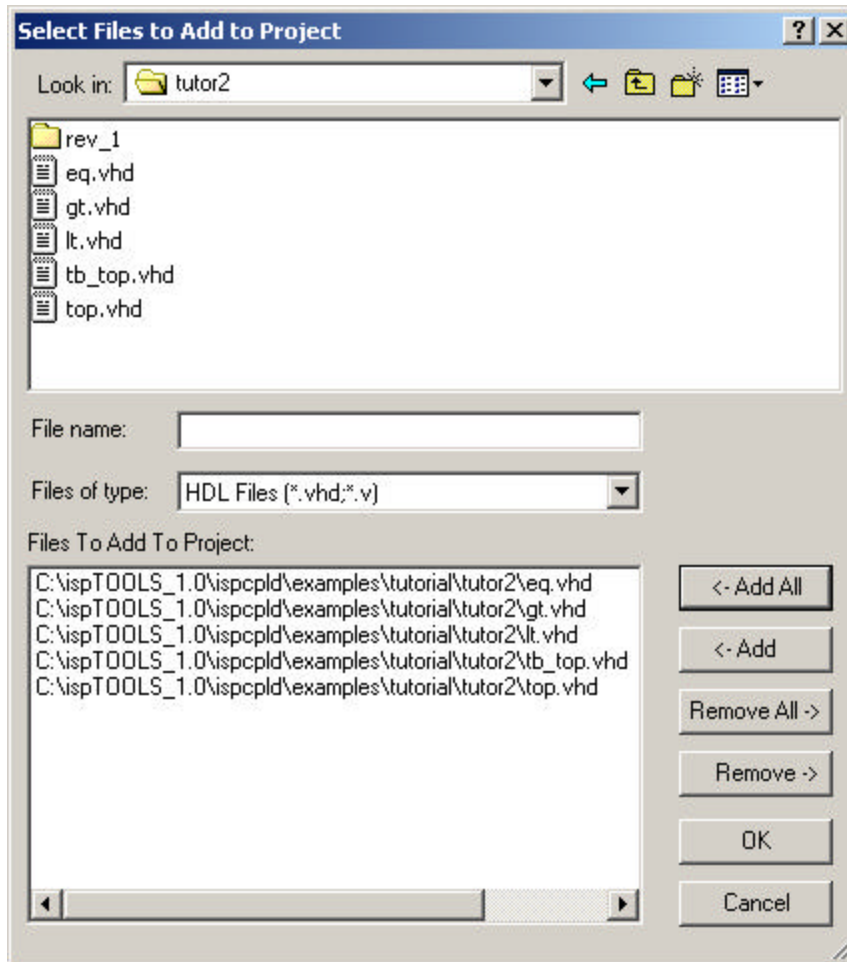 Select Files to Add to Project
Look in: tutor2
rev_1
eq.vhd
gt.vhd
lt.vhd
tb_top.vhd
top.vhd
File name:
Files of type: HDL Files (*.vhd;*.v)
Files To Add To Project:
C:\ispTOOLS_1.0\ispcpld\examples\tutorial\tutor2\eq.vhd
C:\ispTOOLS_1.0\ispcpld\examples\tutorial\tutor2\gt.vhd
C:\ispTOOLS_1.0\ispcpld\examples\tutorial\tutor2\lt.vhd
C:\ispTOOLS_1.0\ispcpld\examples\tutorial\tutor2\tb_top.vhd
C:\ispTOOLS_1.0\ispcpld\examples\tutorial\tutor2\top.vhd
<- Add All
<- Add
Remove All ->
Remove ->
OK
Cancel